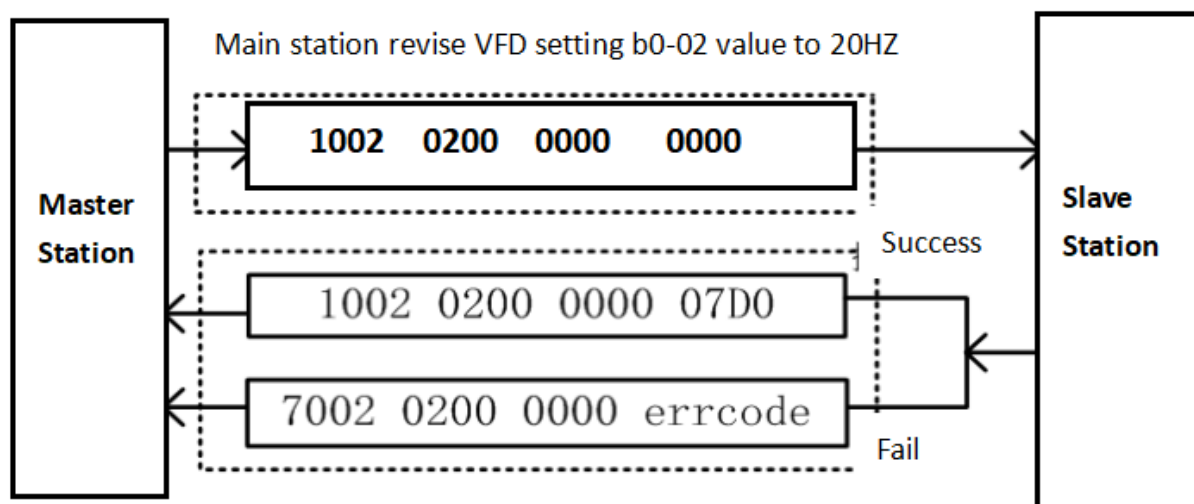 Main station revise VFD setting b0-02 value to 20HZ
1002 0200 0000 0000
Master
Station
Slave
Station
Success
1002 0200 0000 07D0
7002 0200 0000 errcode
Fail